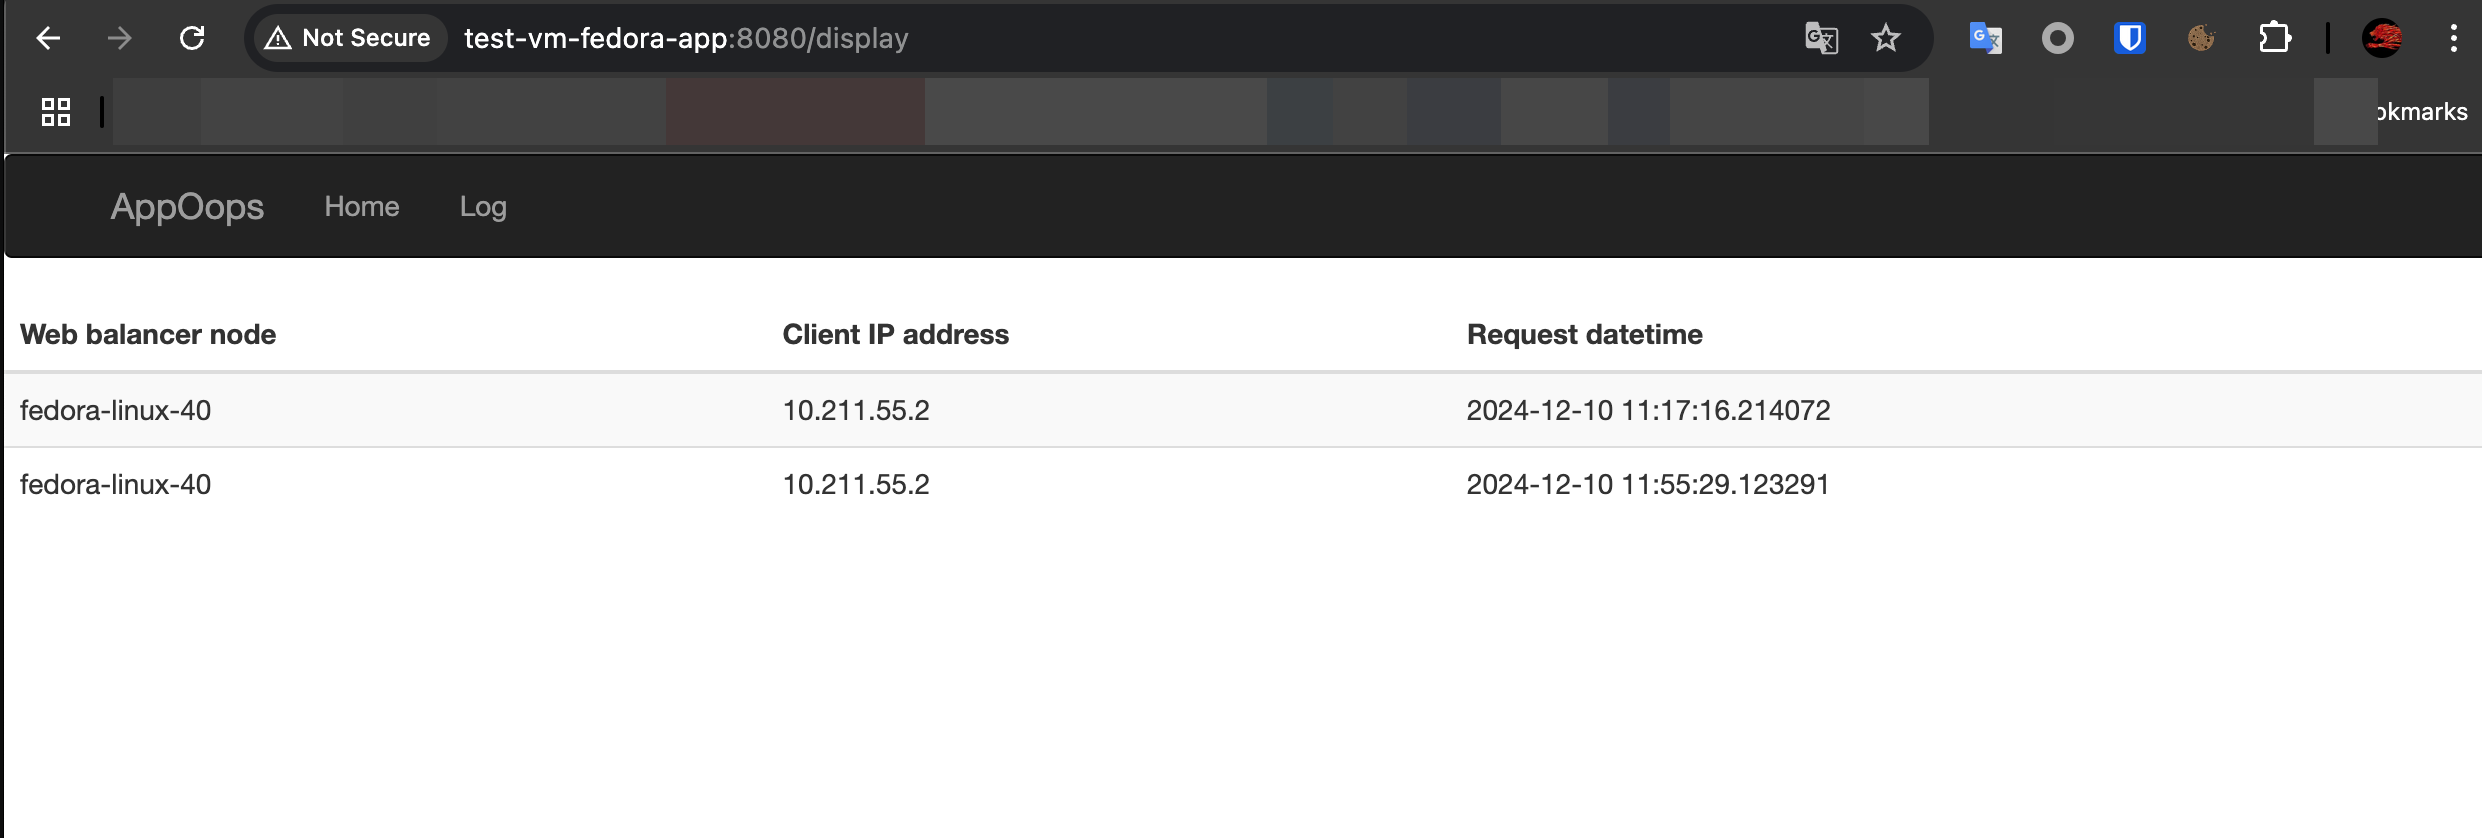 Not Secure test-vm-fedora-app:8080/display
AppOops Home Log
Web balancer node Client IP address Request datetime
fedora-linux-40 10.211.55.2 2024-12-10 11:17:16.214072
fedora-linux-40 10.211.55.2 2024-12-10 11:55:29.123291